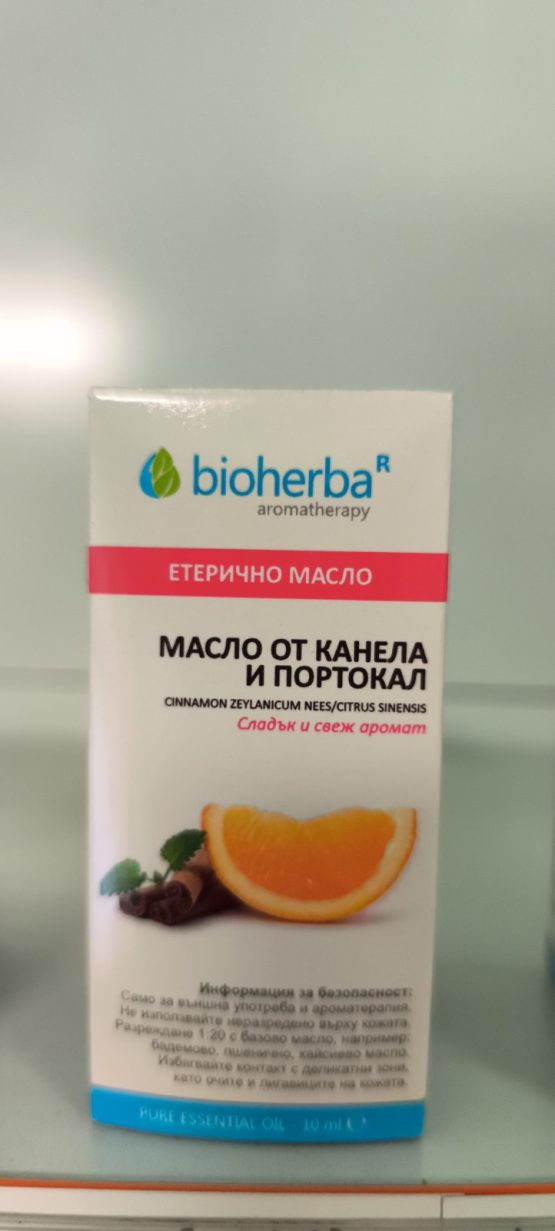 bioherba R
aromatherapy
ЕТЕРИЧНО МАСЛО
МАСЛО ОТ КАНЕЛА
И ПОРТОКАЛ
CINNAMON ZEYLANICUM NEES/CITRUS SINENSIS
Сладък и свеж аромат
Информация за безопасност:
Само за външна употреба и ароматерапия.
Не използвайте неразредено върху кожата.
Разреждане 1:20 с базово масло, например:
бадемово, пшенично, кайсиево масло.
Избягвайте контакт с деликатни зони,
като очите и лигавиците на кожата.
PURE ESSENTIAL OIL 10 ml